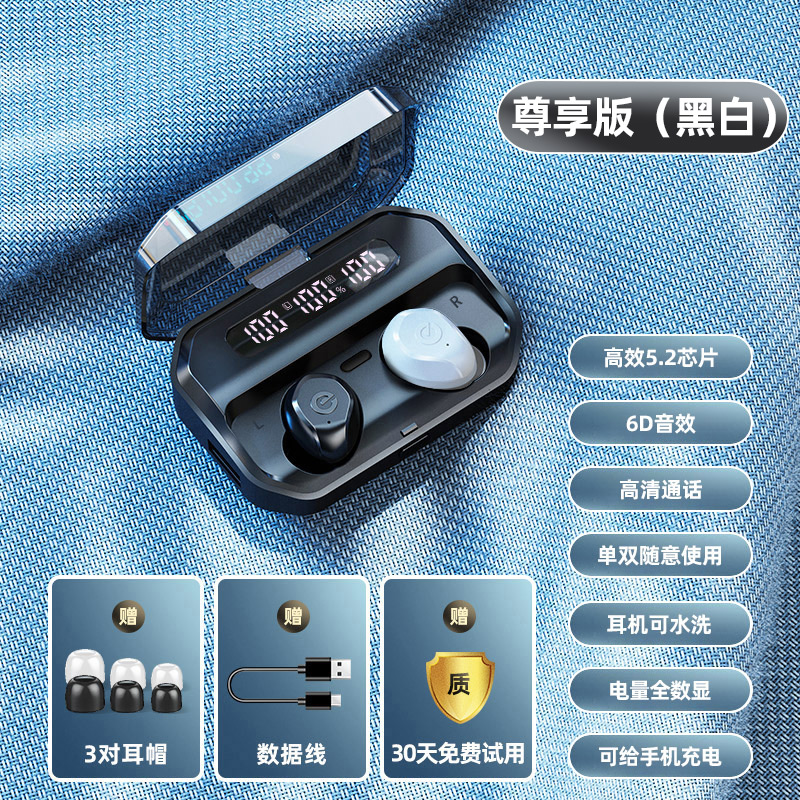 尊享版（黑白）
100 100% 100
L
R
L
R
高效5.2芯片
6D音效
高清通话
单双随意使用
耳机可水洗
电量全数显
可给手机充电
赠
3对耳帽
赠
数据线
赠
质
30天免费试用